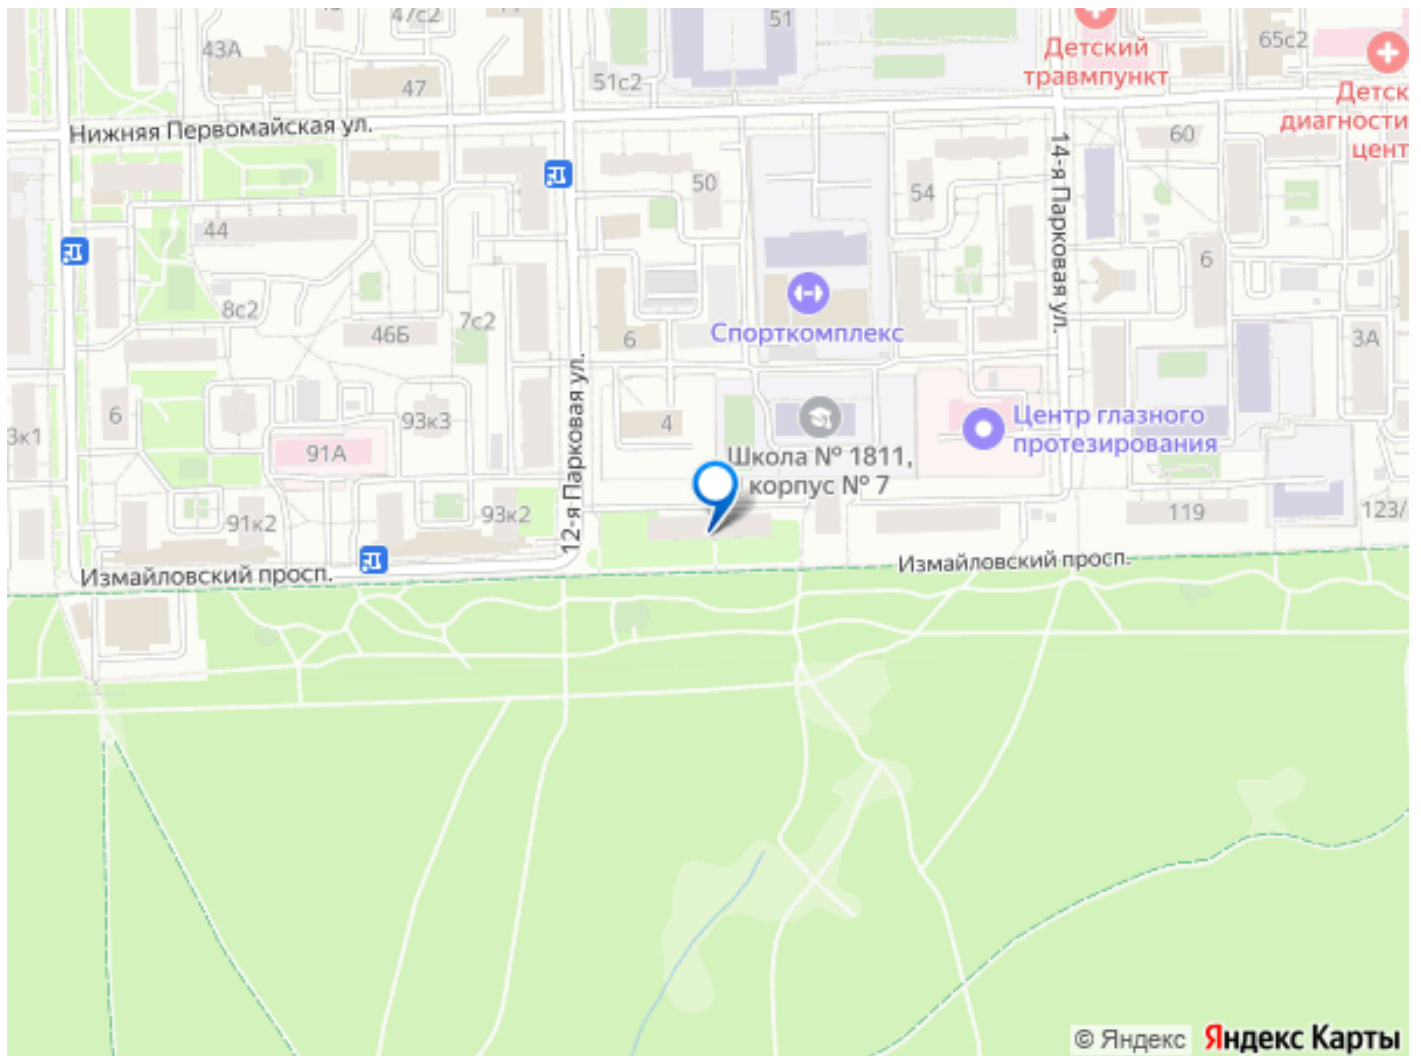 47с2
51
43А
65с2
Детский
травмпункт
51с2
47
Детск
диагности
цент
Нижняя Первомайская ул.
60
14-я Парковая ул.
50
54
44
6
8с2
7с2
46Б
Спорткомплекс
6
3А
12-я Парковая ул.
6
93к3
4
3к1
Центр глазного
протезирования
91А
Школа № 1811,
корпус № 7
93к2
91к2
119
123/
Измайловский просп.
Измайловский просп.
© Яндекс Яндекс Карты